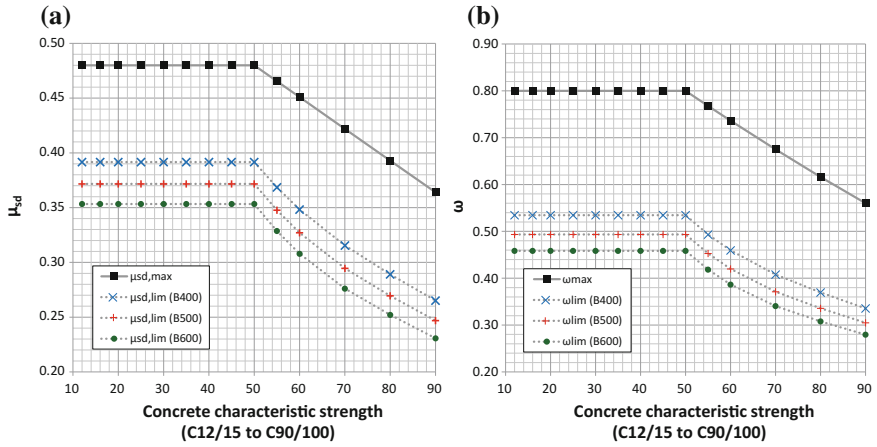 (a)
0.50
0.45
0.40
0.35
0.30
0.25
0.20
μsd
μsd,max
μsd,lim (B400)
μsd,lim (B500)
μsd,lim (B600)
10 20 30 40 50 60 70 80 90
Concrete characteristic strength
(C12/15 to C90/100)
(b)
0.90
0.80
0.70
0.60
0.50
0.40
0.30
0.20
ω
ωmax
ωlim (B400)
ωlim (B500)
ωlim (B600)
10 20 30 40 50 60 70 80 90
Concrete characteristic strength
(C12/15 to C90/100)